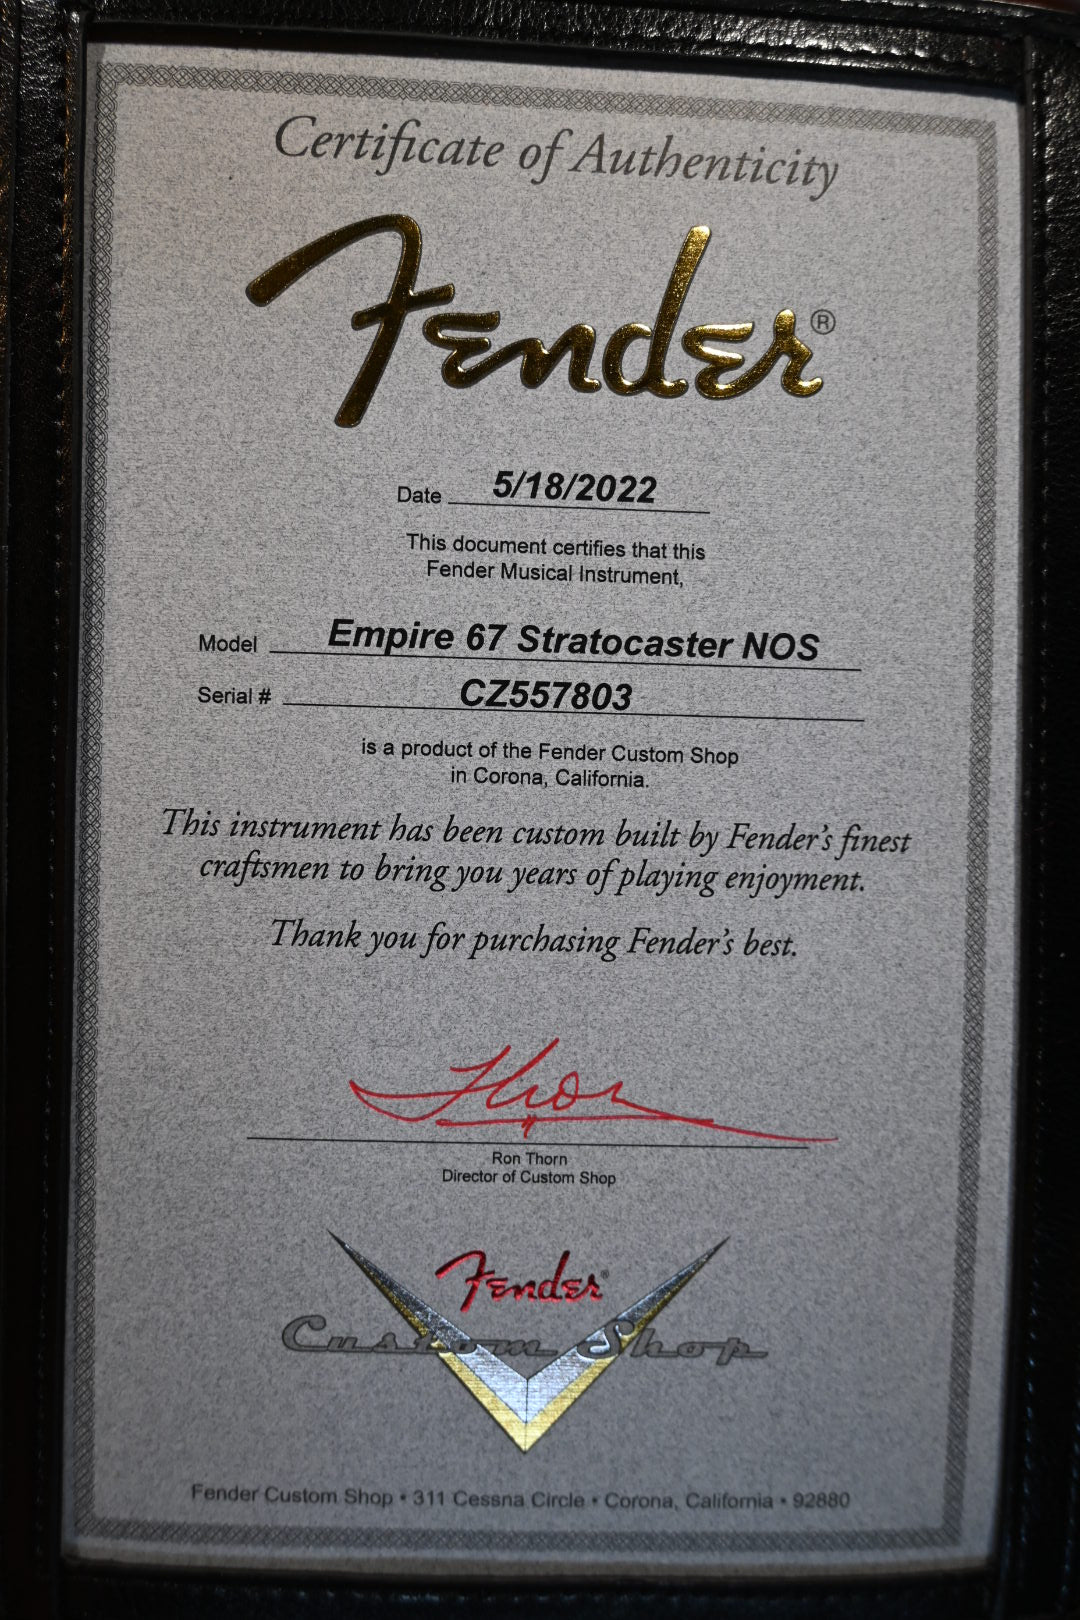 Certificate of Authenticity
Fender®
Date 5/18/2022
This document certifies that this
Fender Musical Instrument,
Model Empire 67 Stratocaster NOS
Serial # CZ557803
is a product of the Fender Custom Shop
in Corona, California.
This instrument has been custom built by Fender's finest
craftsmen to bring you years of playing enjoyment.
Thank you for purchasing Fender's best.
Thorn
Ron Thorn
Director of Custom Shop
Fender®
Custom Shop
Fender Custom Shop • 311 Cessna Circle • Corona, California • 92880